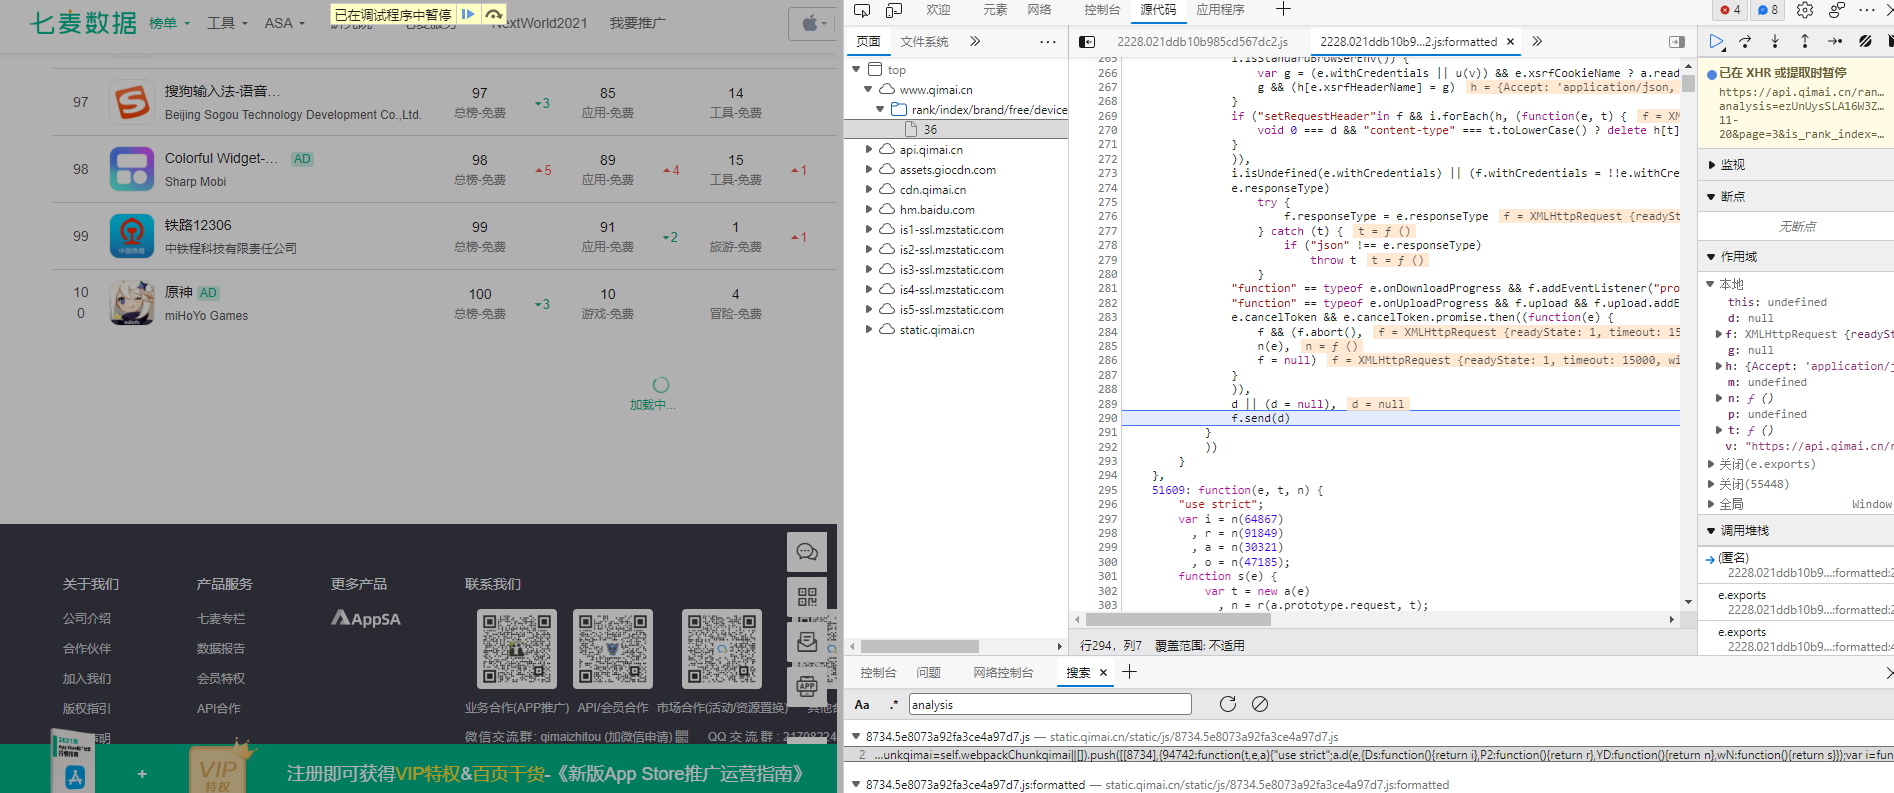 七麦数据
榜单
工具
ASA
已在调试程序中暂停
NextWorld2021
我要推广
97
搜狗输入法-语音...
Beijing Sogou Technology Development Co.,Ltd.
97
总榜-免费
3
85
应用-免费
14
工具-免费
98
Colorful Widget-...
AD
Sharp Mobi
98
总榜-免费
5
89
应用-免费
4
15
工具-免费
1
99
铁路12306
中铁程科技有限责任公司
99
总榜-免费
91
应用-免费
2
1
旅游-免费
1
10
0
原神
AD
miHoYo Games
100
总榜-免费
3
10
游戏-免费
4
冒险-免费
加载中...
关于我们
公司介绍
合作伙伴
加入我们
版权指引
声明
产品服务
七麦专栏
数据报告
会员特权
API合作
更多产品
AppSA
联系我们
业务合作(APP推广)
API/会员合作
市场合作(活动/资源置换)
其他合
微信交流群: qimaizhitou (加微信申请)
QQ 交 流 群 : 21708224
APP
+
VIP
特权
注册即可获得VIP特权&百页干货-《新版App Store推广运营指南》
欢迎
元素
网络
控制台
源代码
应用程序
4
8
页面
文件系统
top
www.qimai.cn
rank/index/brand/free/device
36
api.qimai.cn
assets.giocdn.com
cdn.qimai.cn
hm.baidu.com
is1-ssl.mzstatic.com
is2-ssl.mzstatic.com
is3-ssl.mzstatic.com
is4-ssl.mzstatic.com
is5-ssl.mzstatic.com
static.qimai.cn
2228.021ddb10b985cd567dc2.js
2228.021ddb10b9...2.js:formatted
265 i.isStandardBrowserEnv()) {
266 var g = (e.withCredentials || u(v)) && e.xsrfCookieName ? a.read
267 g && (h[e.xsrfHeaderName] = g) h = {Accept: 'application/json,
268 }
269 if ("setRequestHeader"in f && i.forEach(h, (function(e, t) { f = XM
270 void 0 === d && "content-type" === t.toLowerCase() ? delete h[t]
271 }
272 )),
273 i.isUndefined(e.withCredentials) || (f.withCredentials = !!e.withCre
274 e.responseType)
275 try {
276 f.responseType = e.responseType f = XMLHttpRequest {readySt
277 } catch (t) { t = ƒ ()
278 if ("json" !== e.responseType)
279 throw t t = ƒ ()
280 }
281 "function" == typeof e.onDownloadProgress && f.addEventListener("pro
282 "function" == typeof e.onUploadProgress && f.upload && f.upload.addE
283 e.cancelToken && e.cancelToken.promise.then((function(e) {
284 f && (f.abort(), f = XMLHttpRequest {readyState: 1, timeout: 15
285 n(e), n = ƒ ()
286 f = null) f = XMLHttpRequest {readyState: 1, timeout: 15000, wi
287 }
288 )),
289 d || (d = null), d = null
290 f.send(d)
291 }
292 ))
293 }
294 },
295 51609: function(e, t, n) {
296 "use strict";
297 var i = n(64867)
298 , r = n(91849)
299 , a = n(30321)
300 , o = n(47185);
301 function s(e) {
302 var t = new a(e)
303 , n = r(a.prototype.request, t);
行294，列7
覆盖范围: 不适用
已在 XHR 或提取时暂停
https://api.qimai.cn/ran…
analysis=ezUnUysSLA16W3Z…
11-
20&page=3&is_rank_index=…
监视
断点
无断点
作用域
本地
this: undefined
d: null
f: XMLHttpRequest {readySt
g: null
h: {Accept: 'application/j
m: undefined
n: ƒ ()
p: undefined
t: ƒ ()
v: "https://api.qimai.cn/r
关闭(e.exports)
关闭(55448)
全局
Window
调用堆栈
(匿名)
2228.021ddb10b9...:formatted:2
e.exports
2228.021ddb10b9...:formatted:2
e.exports
2228.021ddb10b9...:formatted:4
控制台
问题
网络控制台
搜索
Aa
.*
analysis
8734.5e8073a92fa3ce4a97d7.js — static.qimai.cn/static/js/8734.5e8073a92fa3ce4a97d7.js
2 ...unkqimai=self.webpackChunkqimai||[]).push([[8734],{94742:function(t,e,a){"use strict";a.d(e,{Ds:function(){return i},P2:function(){return r},YD:function(){return n},wN:function(){return s}});var i=fun
8734.5e8073a92fa3ce4a97d7.js:formatted — static.qimai.cn/static/js/8734.5e8073a92fa3ce4a97d7.js:formatted